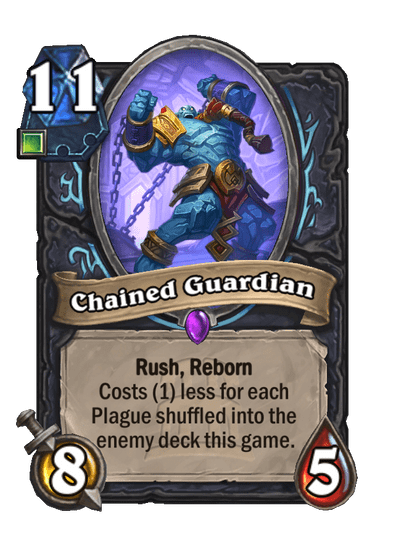 11
Chained Guardian
Rush, Reborn
Costs (1) less for each
Plague shuffled into the
enemy deck this game.
8
5